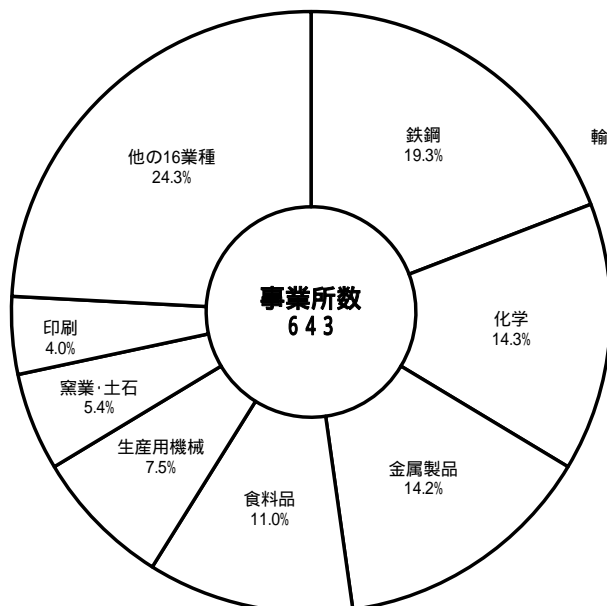 鉄鋼
19.3%
輸
化学
14.3%
金属製品
14.2%
食料品
11.0%
生産用機械
7.5%
窯業･土石
5.4%
印刷
4.0%
他の16業種
24.3%
事業所数
６４３